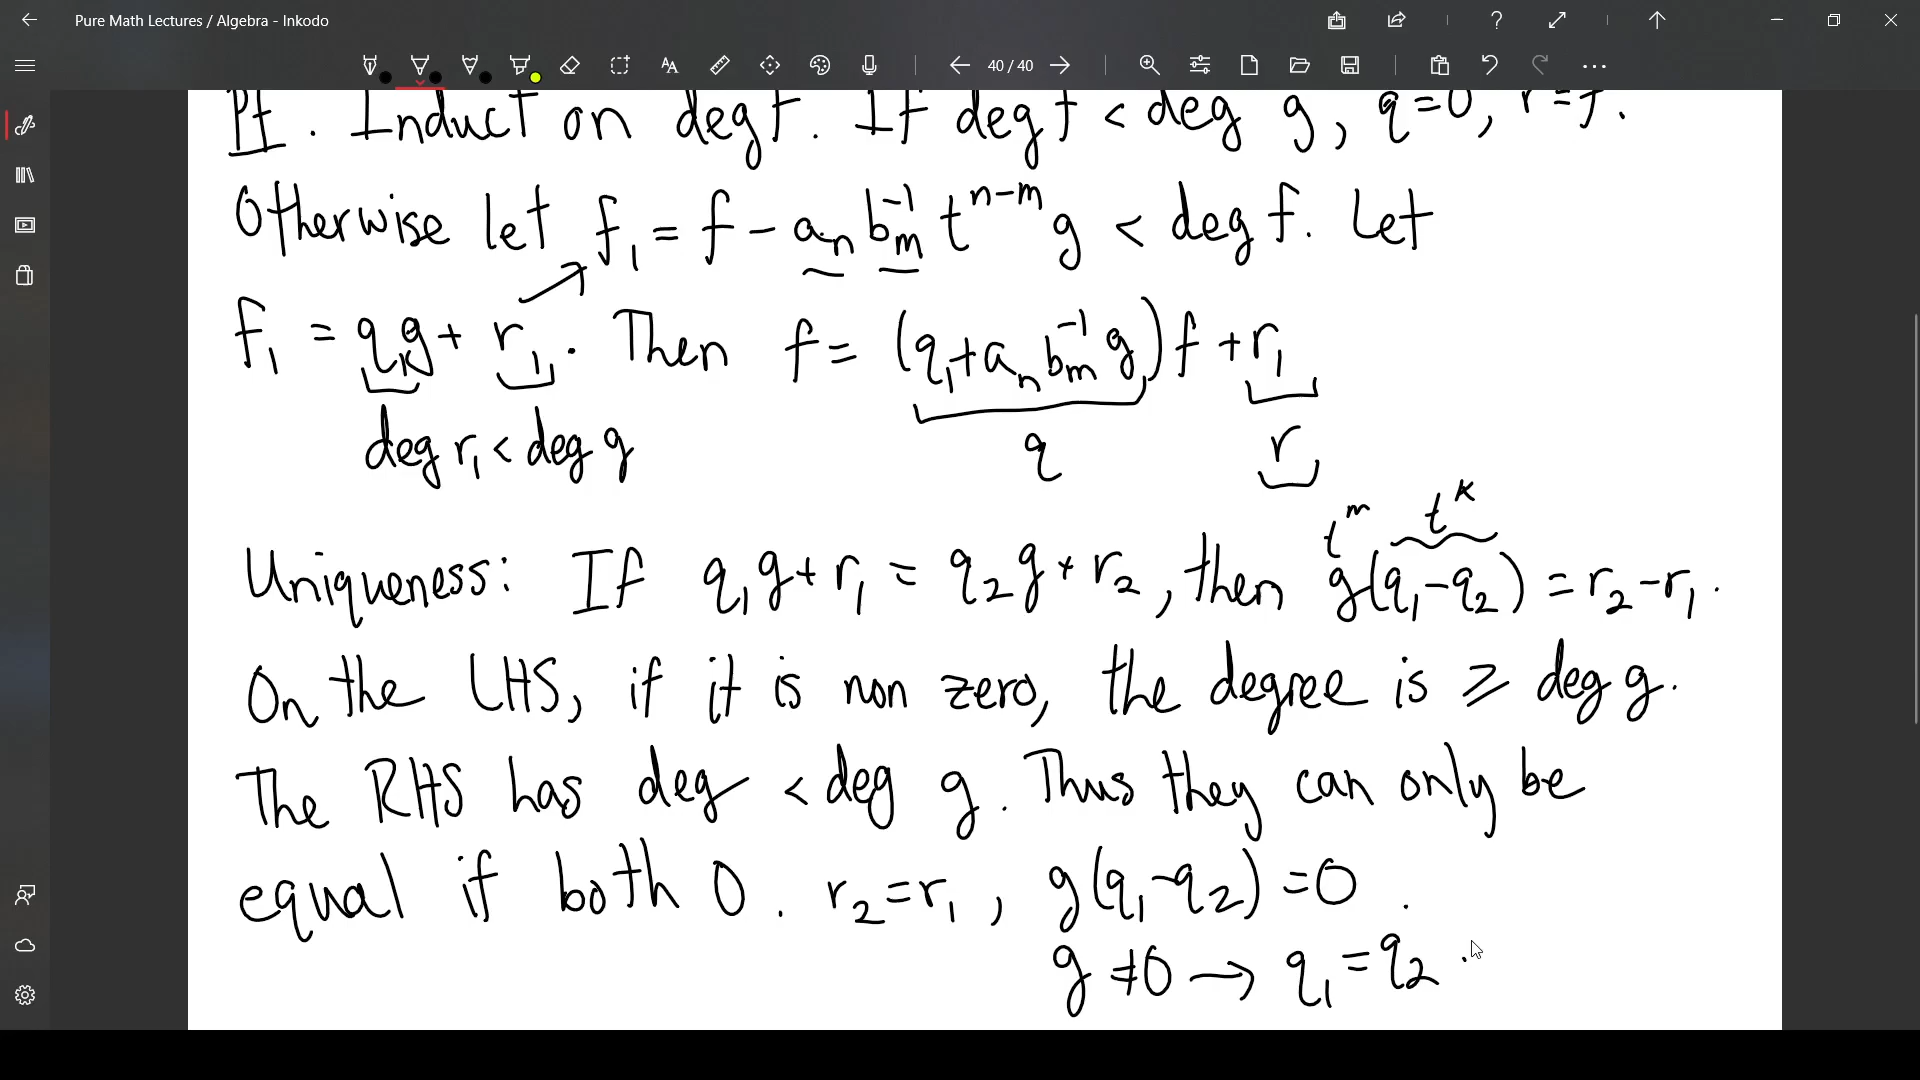 Pure Math Lectures / Algebra - Inkodo
40 / 40
Pf. Induct on deg f. If deg f < deg g, q=0, r=f.
Otherwise let f₁ = f - aₙ bₘ⁻¹ tⁿ⁻ᵐ g < deg f. Let
f₁ = q₁g + r₁. Then f = (q₁+aₙ bₘ⁻¹ g)f + r₁
deg r₁ < deg g
q
r
tᵐ tᵏ
Uniqueness: If q₁g + r₁ = q₂g + r₂, then g(q₁-q₂) = r₂-r₁.
On the LHS, if it is non zero, the degree is ≥ deg g.
The RHS has deg < deg g. Thus they can only be
equal if both 0. r₂=r₁, g(q₁-q₂)=0.
g ≠0 → q₁=q₂.